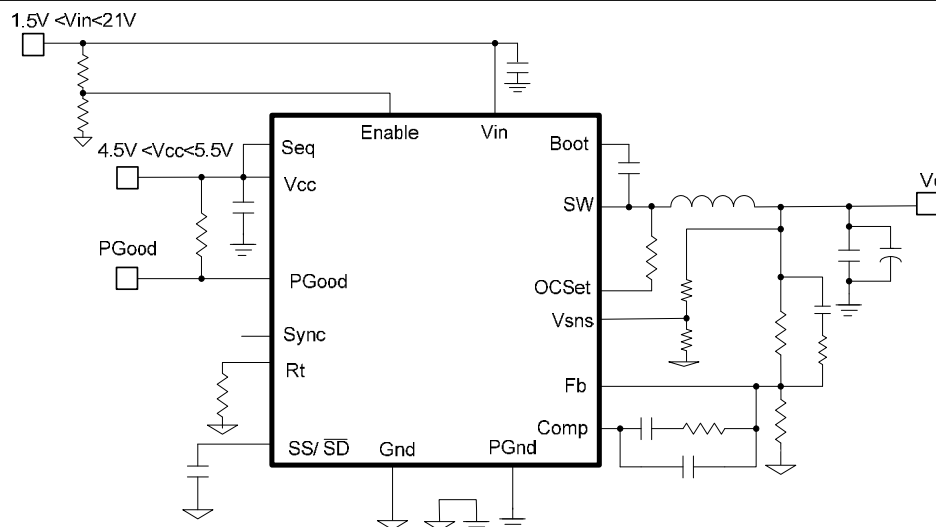 1.5V <Vin<21V
Enable
Vin
Boot
4.5V <Vcc<5.5V
Seq
Vcc
SW
PGood
PGood
OCSet
Vsns
Sync
Rt
Fb
Comp
SS/ SD
Gnd
PGnd